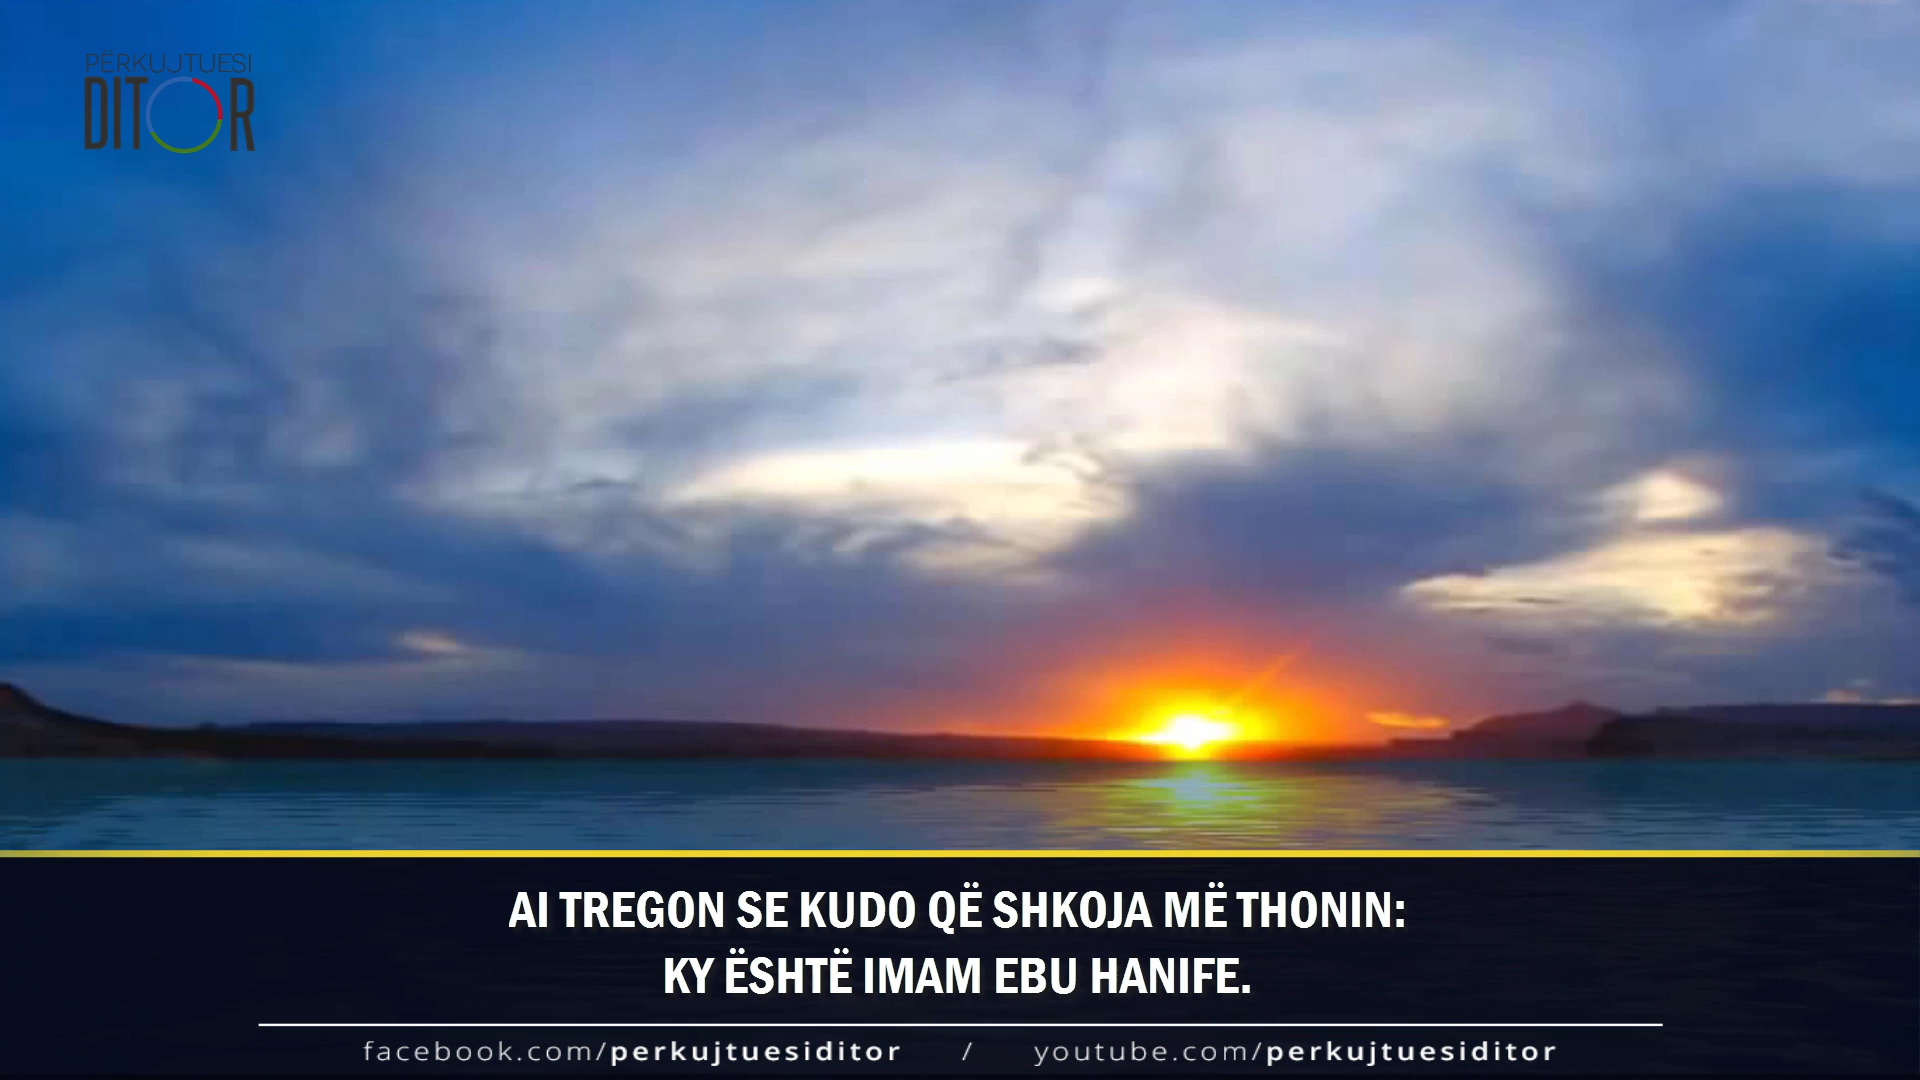 PËRKUJTUESI
DITOR
AI TREGON SE KUDO QË SHKOJA MË THONIN:
KY ËSHTË IMAM EBU HANIFE.
facebook.com/perkujtuesiditor / youtube.com/perkujtuesiditor